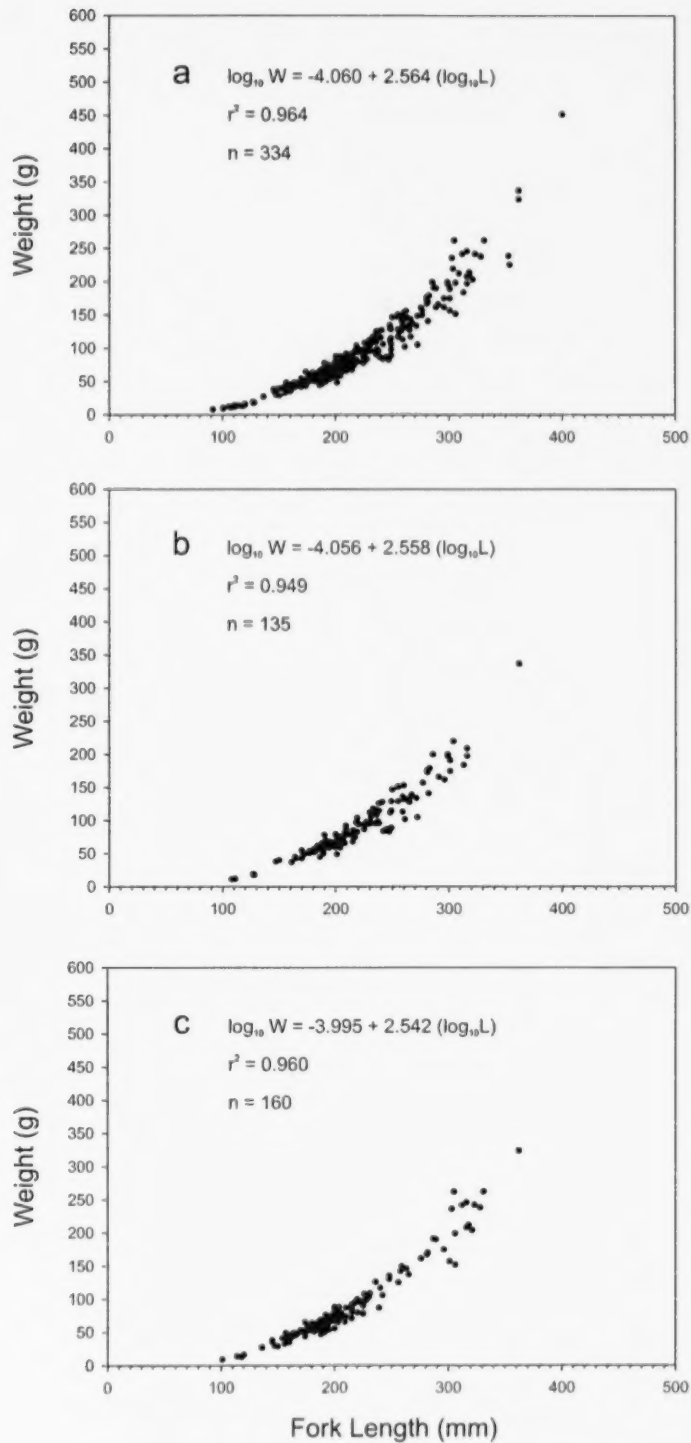 600
550
500
450
400
350
300
250
200
150
100
50
0
Weight (g)
a log₁₀ W = -4.060 + 2.564 (log₁₀L)
r² = 0.964
n = 334
0 100 200 300 400 500
600
550
500
450
400
350
300
250
200
150
100
50
0
Weight (g)
b log₁₀ W = -4.056 + 2.558 (log₁₀L)
r³ = 0.949
n = 135
0 100 200 300 400 500
600
550
500
450
400
350
300
250
200
150
100
50
0
Weight (g)
c log₁₀ W = -3.995 + 2.542 (log₁₀L)
r² = 0.960
n = 160
0 100 200 300 400 500
Fork Length (mm)